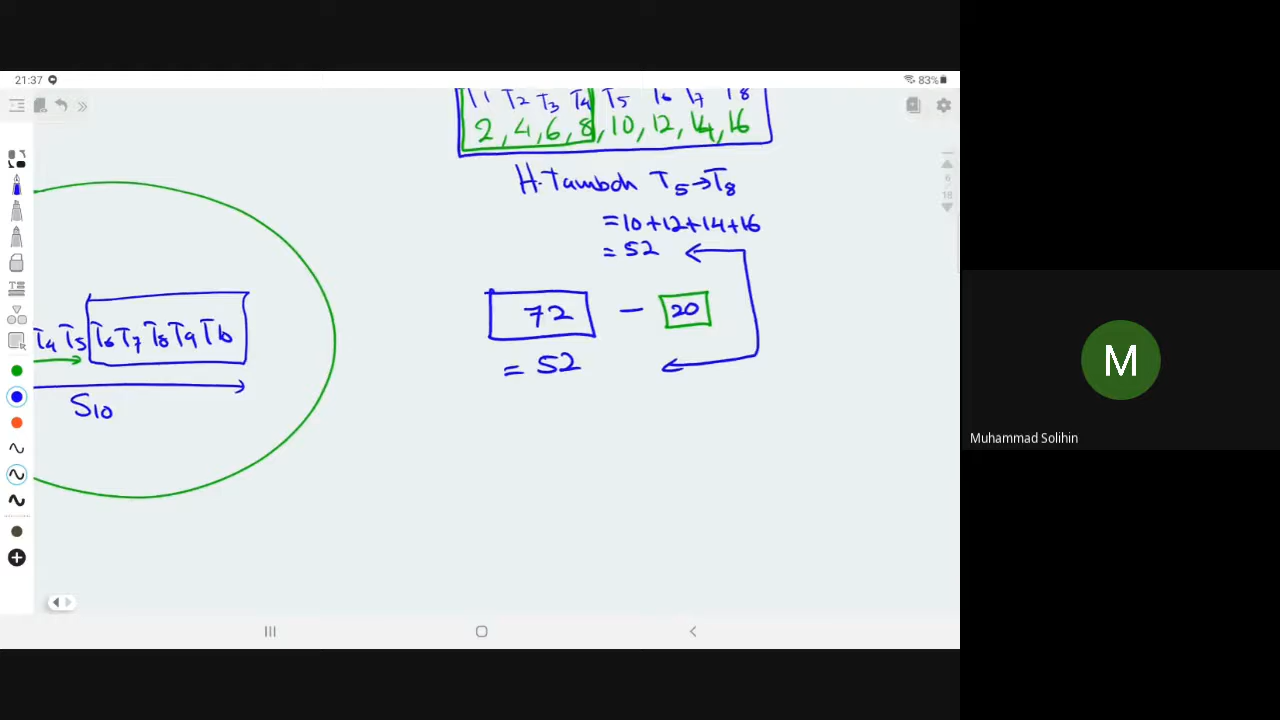 21:37
83%
T1 T2 T3 T4 T5 T6 T7 T8
2, 4, 6, 8, 10, 12, 14, 16
H.Tambah T5→T8
= 10+12+14+16
= 52
72 − 20
= 52
T4 T5 T6 T7 T8 T9 T10
S10
6
18
M
Muhammad Solihin